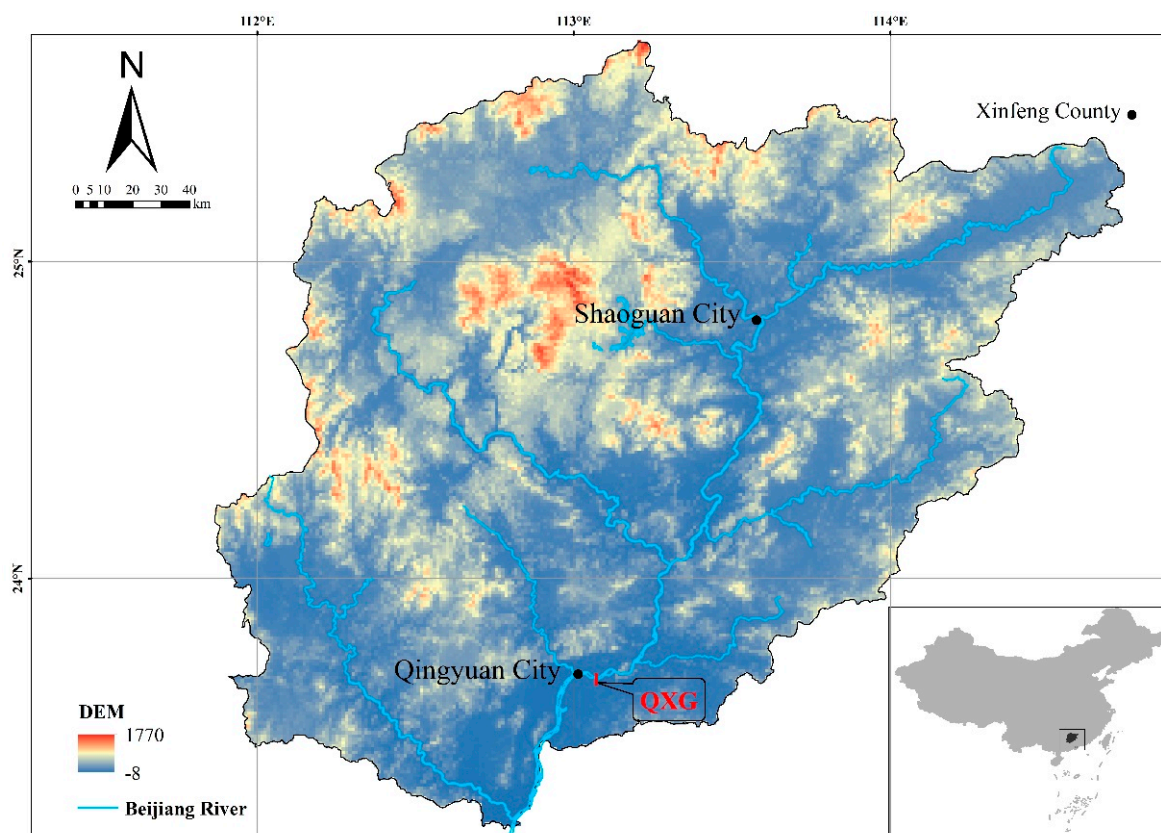 112°E
113°E
114°E
N
Xinfeng County
0 5 10 20 30 40
km
25°N
Shaoguan City
24°N
Qingyuan City
QXG
DEM
1770
-8
Beijiang River